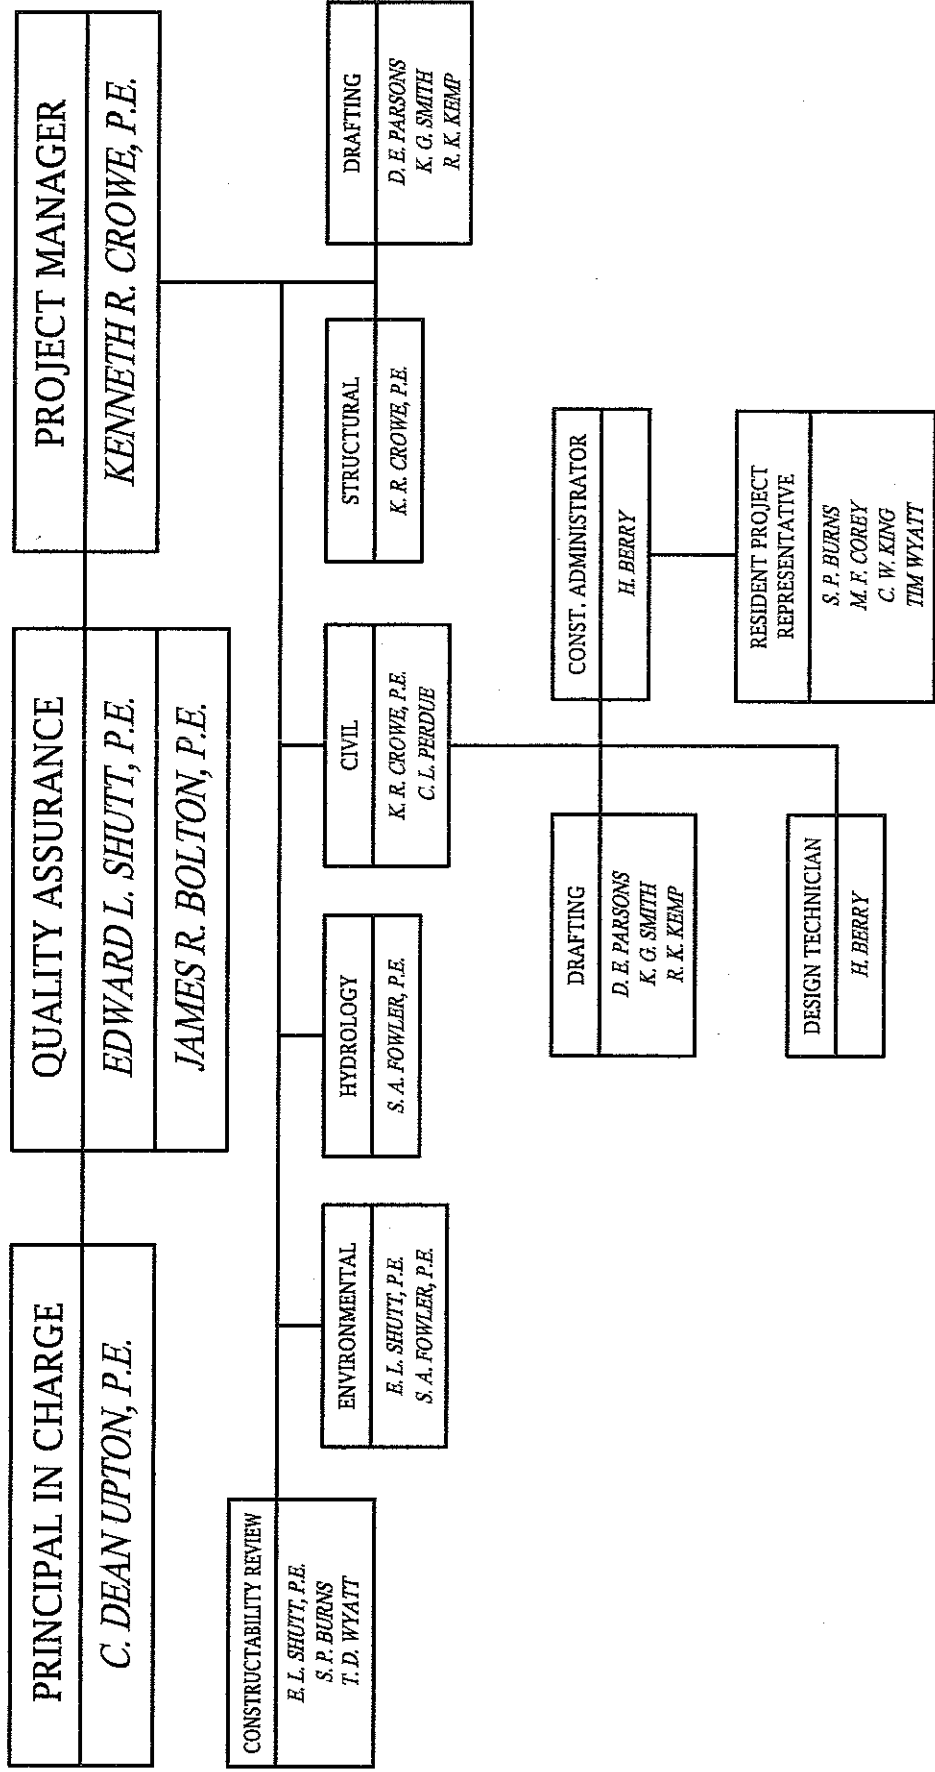 PRINCIPAL IN CHARGE
C. DEAN UPTON, P.E.
QUALITY ASSURANCE
EDWARD L. SHUTT, P.E.
JAMES R. BOLTON, P.E.
PROJECT MANAGER
KENNETH R. CROWE, P.E.
CONSTRUCTABILITY REVIEW
E. L. SHUTT, P.E.
S. P. BURNS
T. D. WYATT
ENVIRONMENTAL
E. L. SHUTT, P.E.
S. A. FOWLER, P.E.
HYDROLOGY
S. A. FOWLER, P.E.
CIVIL
K. R. CROWE, P.E.
C. L. PERDUE
STRUCTURAL
K. R. CROWE, P.E.
DRAFTING
D. E. PARSONS
K. G. SMITH
R. K. KEMP
DRAFTING
D. E. PARSONS
K. G. SMITH
R. K. KEMP
CONST. ADMINISTRATOR
H. BERRY
DESIGN TECHNICIAN
H. BERRY
RESIDENT PROJECT
REPRESENTATIVE
S. P. BURNS
M. F. COREY
C. W. KING
TIM WYATT